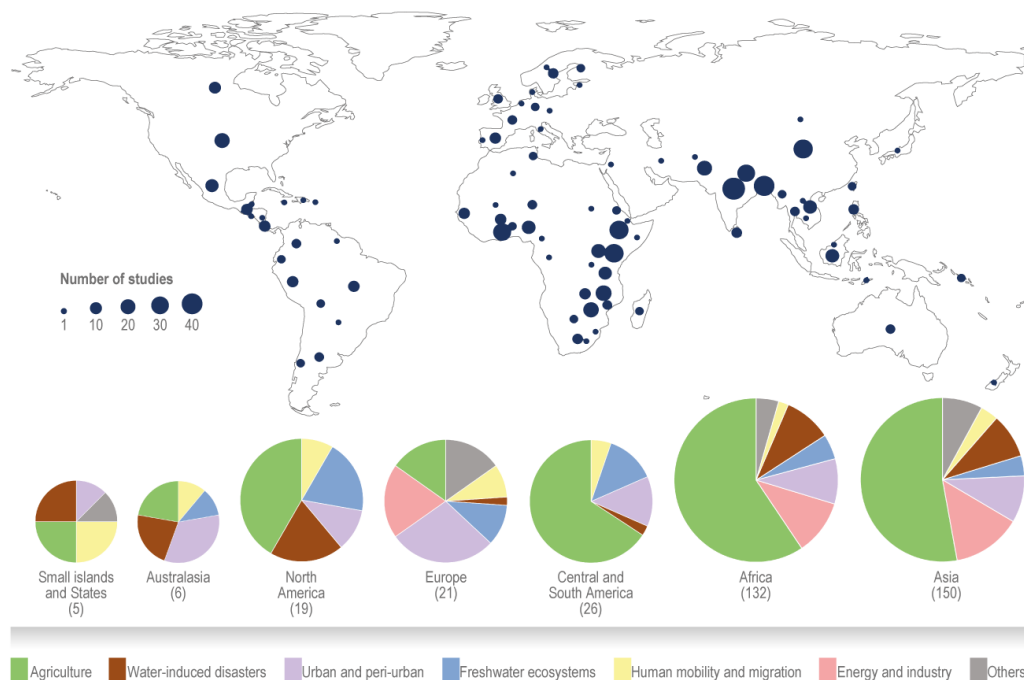 Number of studies
1 10 20 30 40
Small islands
and States
(5)
Australasia
(6)
North
America
(19)
Europe
(21)
Central and
South America
(26)
Africa
(132)
Asia
(150)
Agriculture
Water-induced disasters
Urban and peri-urban
Freshwater ecosystems
Human mobility and migration
Energy and industry
Others